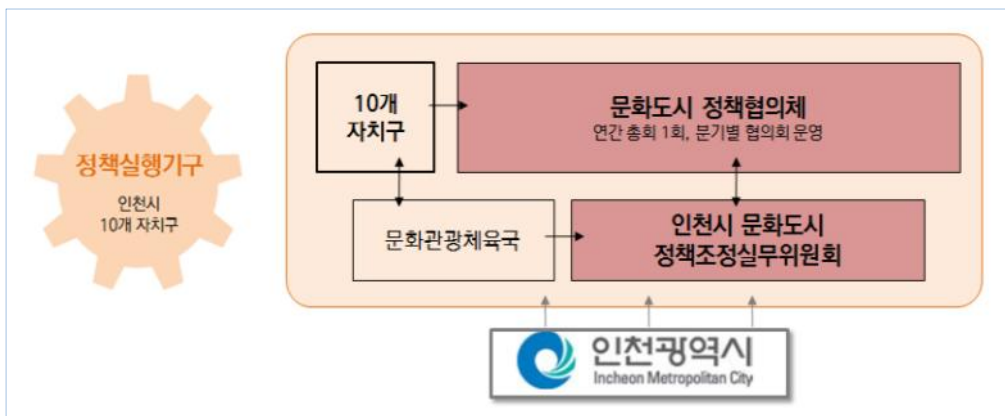 정책실행기구
인천시
10개 자치구
10개
자치구
문화도시 정책협의체
연간 총회 1회, 분기별 협의회 운영
문화관광체육국
인천시 문화도시
정책조정실무위원회
인천광역시
Incheon Metropolitan City